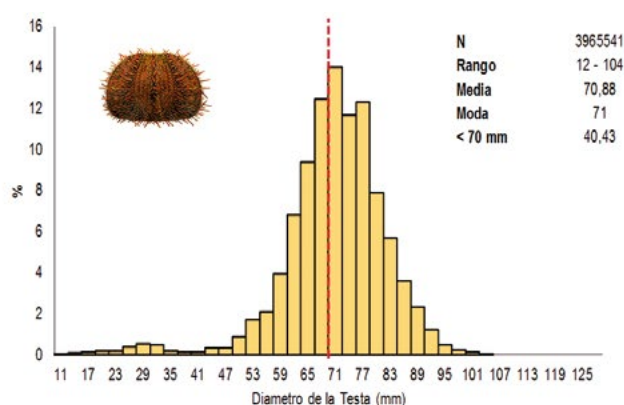 16
14
12
10
8
6
4
2
0
%
N 3965541
Rango 12 - 104
Media 70,88
Moda 71
< 70 mm 40,43
11 17 23 29 35 41 47 53 59 65 71 77 83 89 95 101 107 113 119 125
Diametro de la Testa (mm)